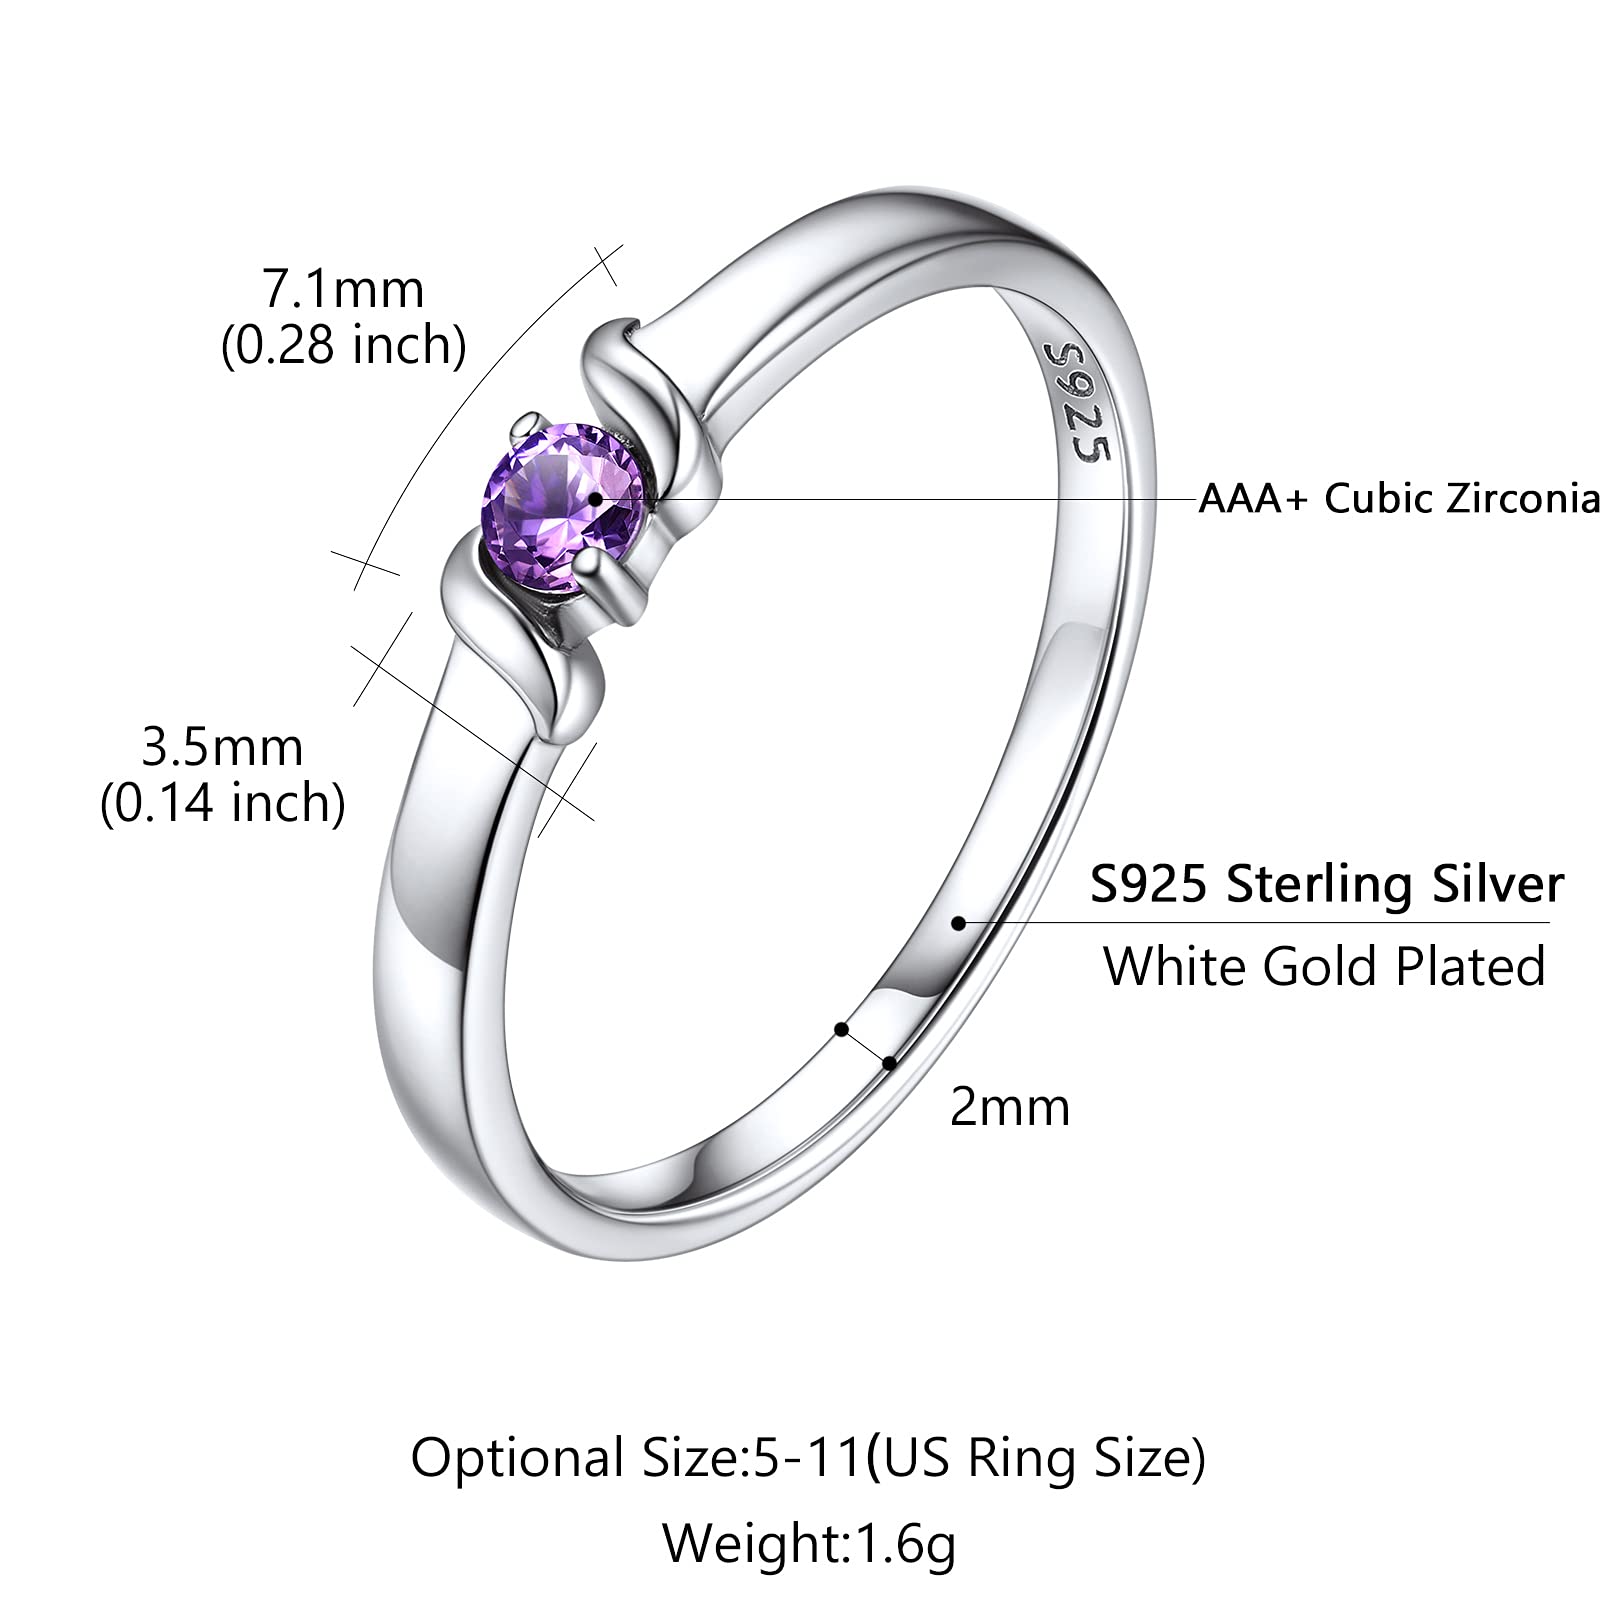 7.1mm
(0.28 inch)
S925
AAA+ Cubic Zirconia
3.5mm
(0.14 inch)
S925 Sterling Silver
White Gold Plated
2mm
Optional Size:5-11(US Ring Size)
Weight:1.6g